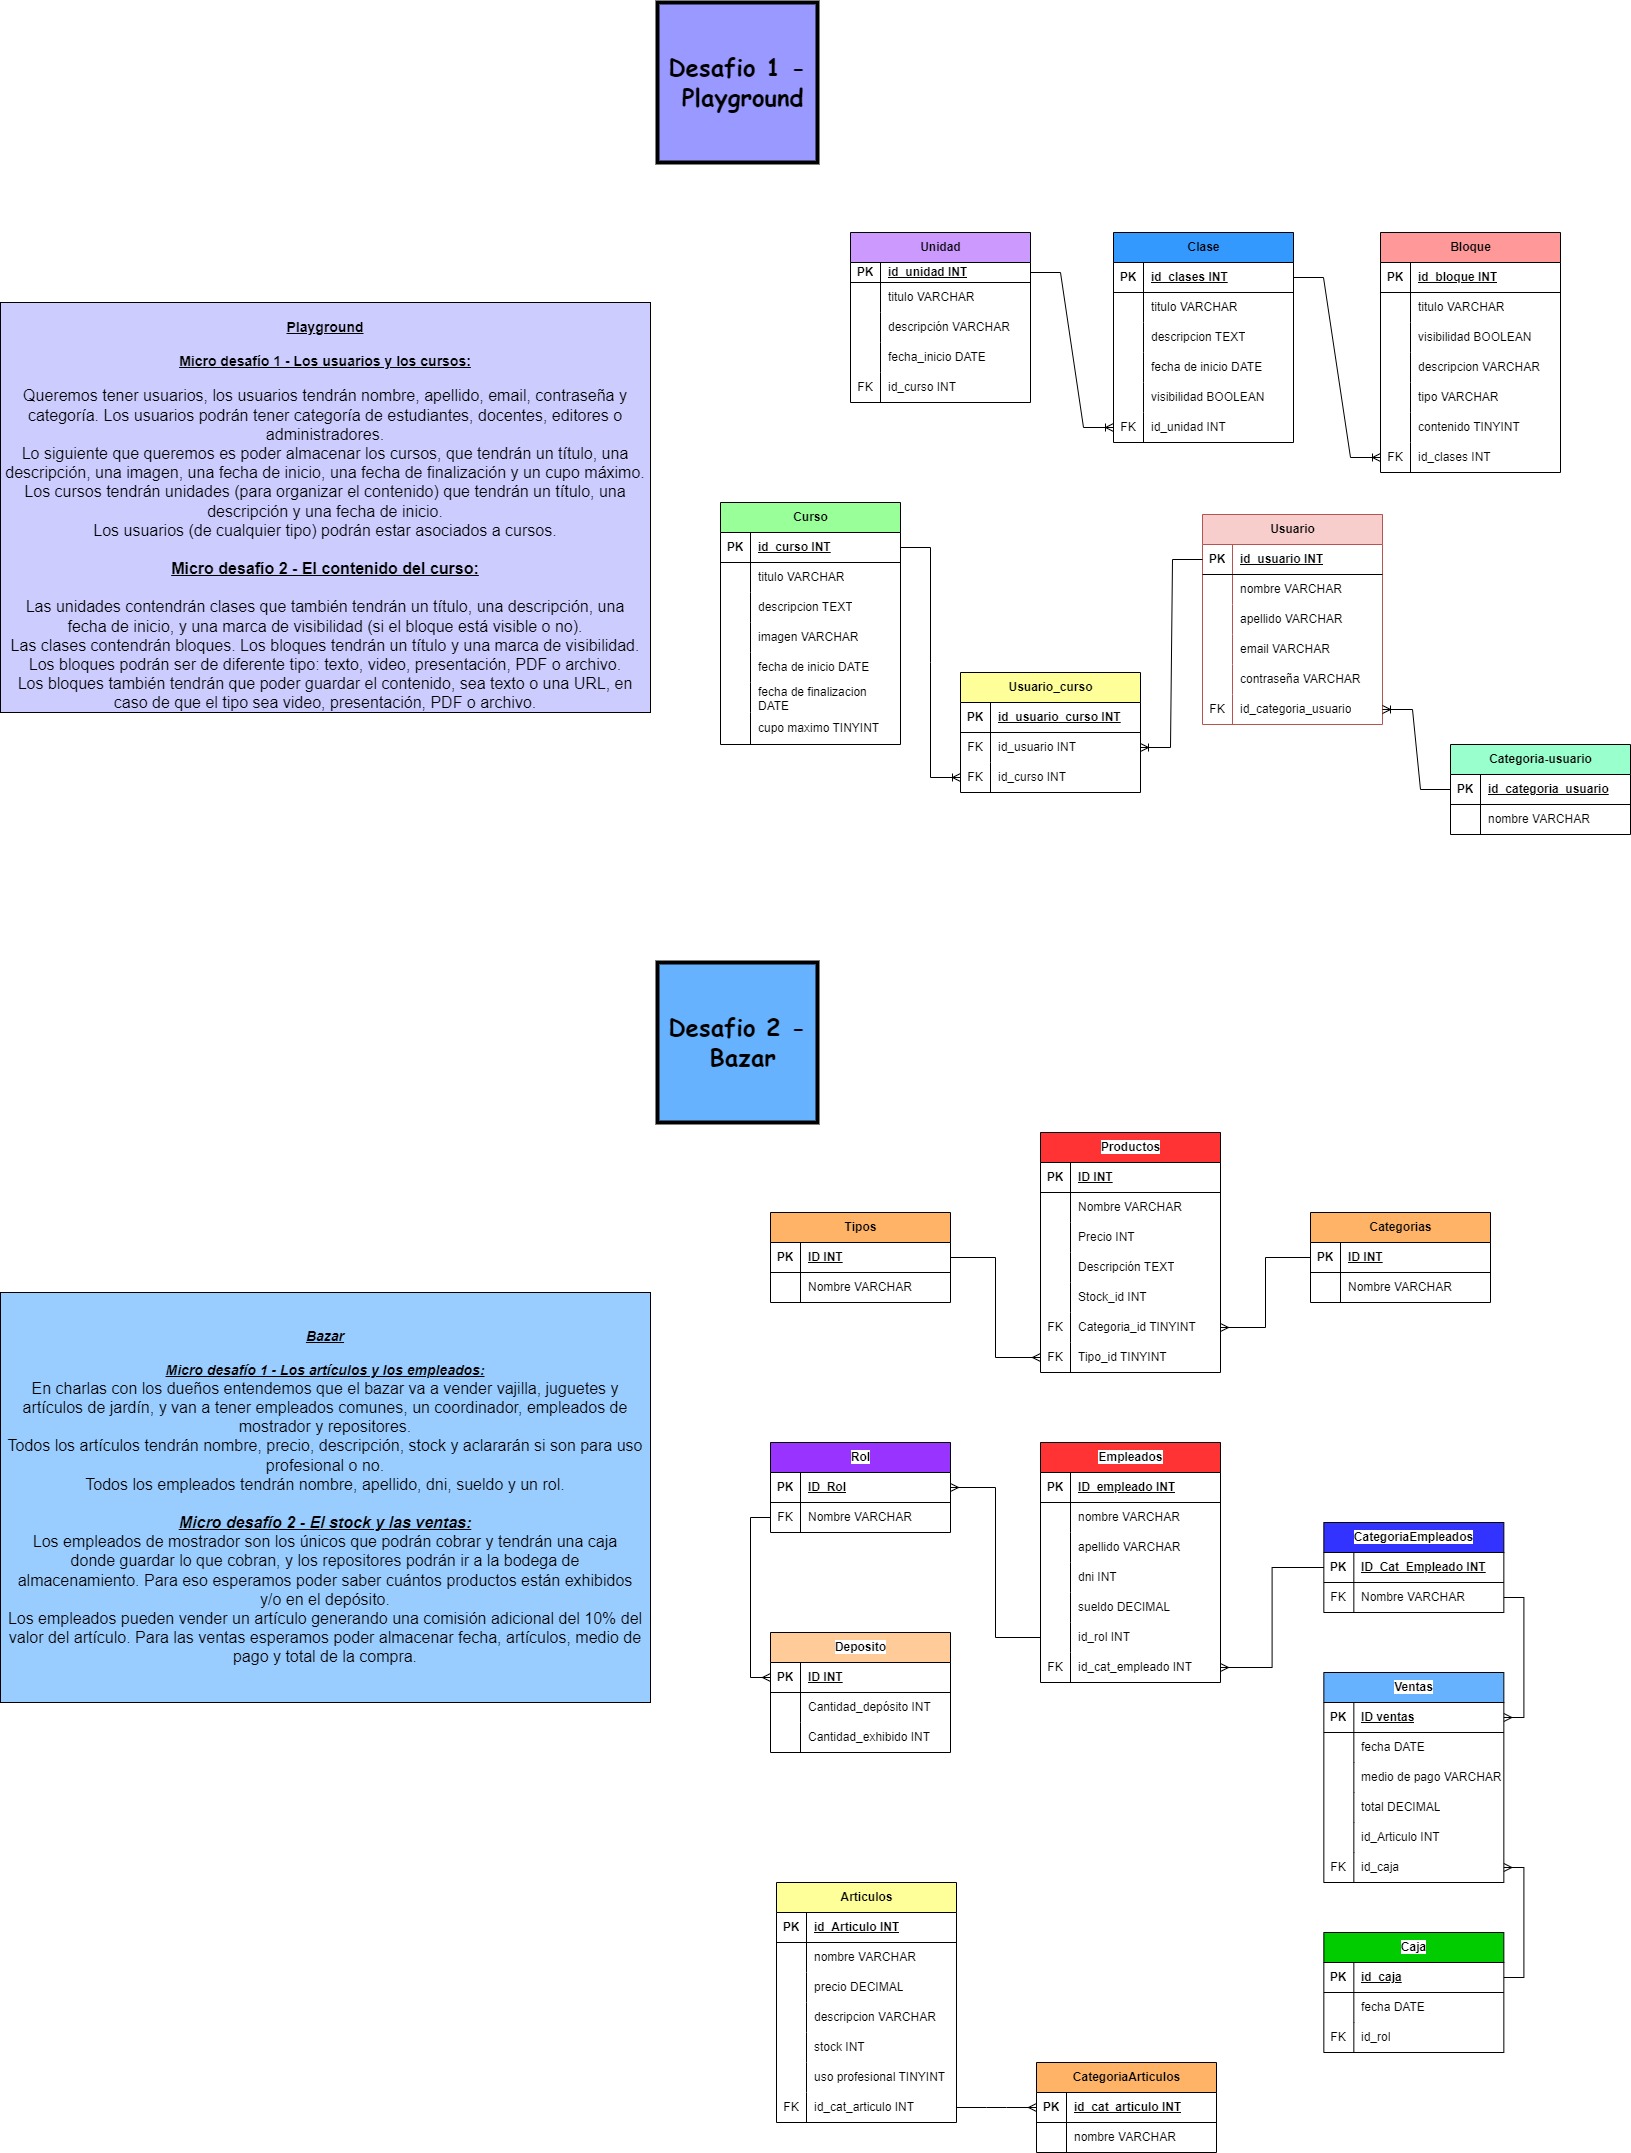 Desafio 1 -
Playground
Unidad
PK id_unidad INT
titulo VARCHAR
descripción VARCHAR
fecha_inicio DATE
FK id_curso INT
Clase
PK id_clases INT
titulo VARCHAR
descripcion TEXT
fecha de inicio DATE
visibilidad BOOLEAN
FK id_unidad INT
Bloque
PK id_bloque INT
titulo VARCHAR
visibilidad BOOLEAN
descripcion VARCHAR
tipo VARCHAR
contenido TINYINT
FK id_clases INT
Playground
Micro desafío 1 - Los usuarios y los cursos:
Queremos tener usuarios, los usuarios tendrán nombre, apellido, email, contraseña y
categoría. Los usuarios podrán tener categoría de estudiantes, docentes, editores o
administradores.
Lo siguiente que queremos es poder almacenar los cursos, que tendrán un título, una
descripción, una imagen, una fecha de inicio, una fecha de finalización y un cupo máximo.
Los cursos tendrán unidades (para organizar el contenido) que tendrán un título, una
descripción y una fecha de inicio.
Los usuarios (de cualquier tipo) podrán estar asociados a cursos.
Micro desafío 2 - El contenido del curso:
Las unidades contendrán clases que también tendrán un título, una descripción, una
fecha de inicio, y una marca de visibilidad (si el bloque está visible o no).
Las clases contendrán bloques. Los bloques tendrán un título y una marca de visibilidad.
Los bloques podrán ser de diferente tipo: texto, video, presentación, PDF o archivo.
Los bloques también tendrán que poder guardar el contenido, sea texto o una URL, en
caso de que el tipo sea video, presentación, PDF o archivo.
Curso
PK id_curso INT
titulo VARCHAR
descripcion TEXT
imagen VARCHAR
fecha de inicio DATE
fecha de finalizacion
DATE
cupo maximo TINYINT
Usuario_curso
PK id_usuario_curso INT
FK id_usuario INT
FK id_curso INT
Usuario
PK id_usuario INT
nombre VARCHAR
apellido VARCHAR
email VARCHAR
contraseña VARCHAR
FK id_categoria_usuario
Categoria-usuario
PK id_categoria_usuario
nombre VARCHAR
Desafio 2 -
Bazar
Productos
PK ID INT
Nombre VARCHAR
Precio INT
Descripción TEXT
Stock_id INT
FK Categoria_id TINYINT
FK Tipo_id TINYINT
Tipos
PK ID INT
Nombre VARCHAR
Categorias
PK ID INT
Nombre VARCHAR
Bazar
Micro desafío 1 - Los artículos y los empleados:
En charlas con los dueños entendemos que el bazar va a vender vajilla, juguetes y
artículos de jardín, y van a tener empleados comunes, un coordinador, empleados de
mostrador y repositores.
Todos los artículos tendrán nombre, precio, descripción, stock y aclararán si son para uso
profesional o no.
Todos los empleados tendrán nombre, apellido, dni, sueldo y un rol.
Micro desafío 2 - El stock y las ventas:
Los empleados de mostrador son los únicos que podrán cobrar y tendrán una caja
donde guardar lo que cobran, y los repositores podrán ir a la bodega de
almacenamiento. Para eso esperamos poder saber cuántos productos están exhibidos
y/o en el depósito.
Los empleados pueden vender un artículo generando una comisión adicional del 10% del
valor del artículo. Para las ventas esperamos poder almacenar fecha, artículos, medio de
pago y total de la compra.
Rol
PK ID_Rol
FK Nombre VARCHAR
Empleados
PK ID_empleado INT
nombre VARCHAR
apellido VARCHAR
dni INT
sueldo DECIMAL
id_rol INT
FK id_cat_empleado INT
CategoriaEmpleados
PK ID_Cat_Empleado INT
FK Nombre VARCHAR
Deposito
PK ID INT
Cantidad_depósito INT
Cantidad_exhibido INT
Ventas
PK ID ventas
fecha DATE
medio de pago VARCHAR
total DECIMAL
id_Articulo INT
FK id_caja
Articulos
PK id_Articulo INT
nombre VARCHAR
precio DECIMAL
descripcion VARCHAR
stock INT
uso profesional TINYINT
FK id_cat_articulo INT
Caja
PK id_caja
fecha DATE
FK id_rol
CategoriaArticulos
PK id_cat_articulo INT
nombre VARCHAR